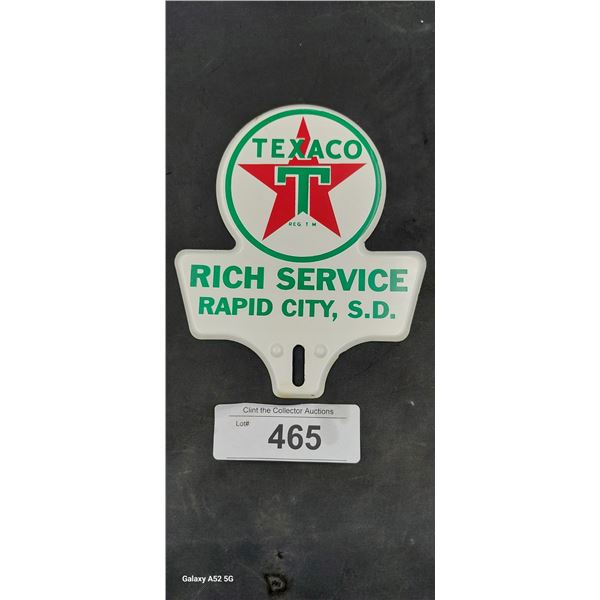 TEXACO
T
REG. T M
RICH SERVICE
RAPID CITY, S.D.
Clint the Collector Auctions
Lot#
465
Galaxy A52 5G